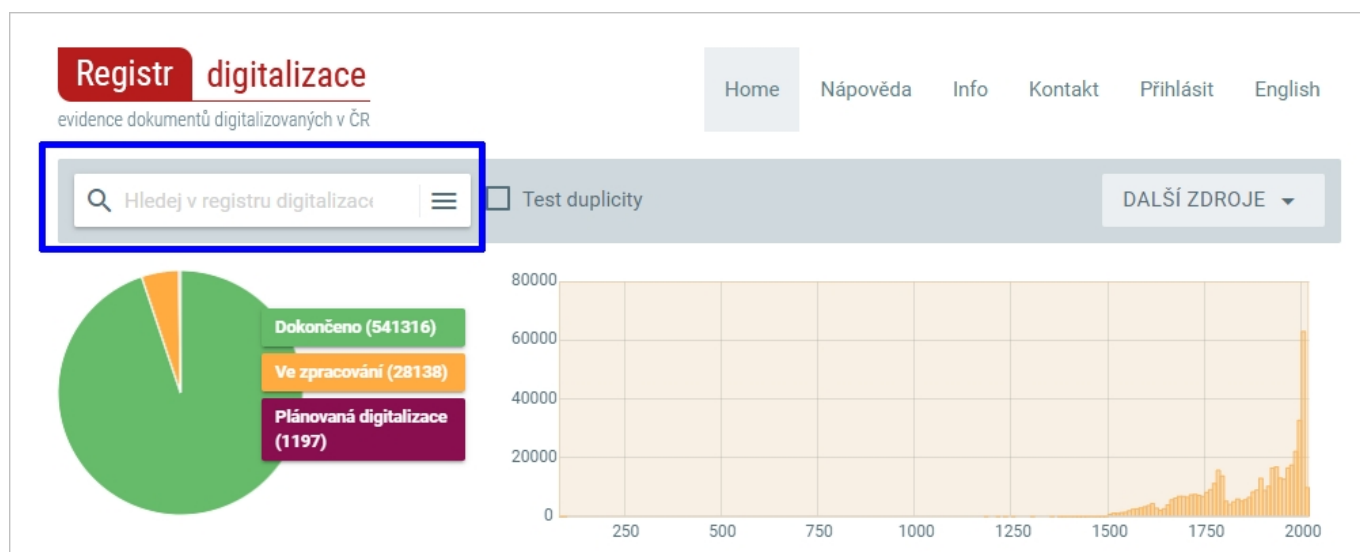 Registr digitalizace
evidence dokumentů digitalizovaných v ČR
Home Nápověda Info Kontakt Přihlásit English
Hledej v registru digitalizac
Test duplicity
DALŠÍ ZDROJE
Dokončeno (541316)
Ve zpracování (28138)
Plánovaná digitalizace
(1197)
80000
60000
40000
20000
0
250 500 750 1000 1250 1500 1750 2000